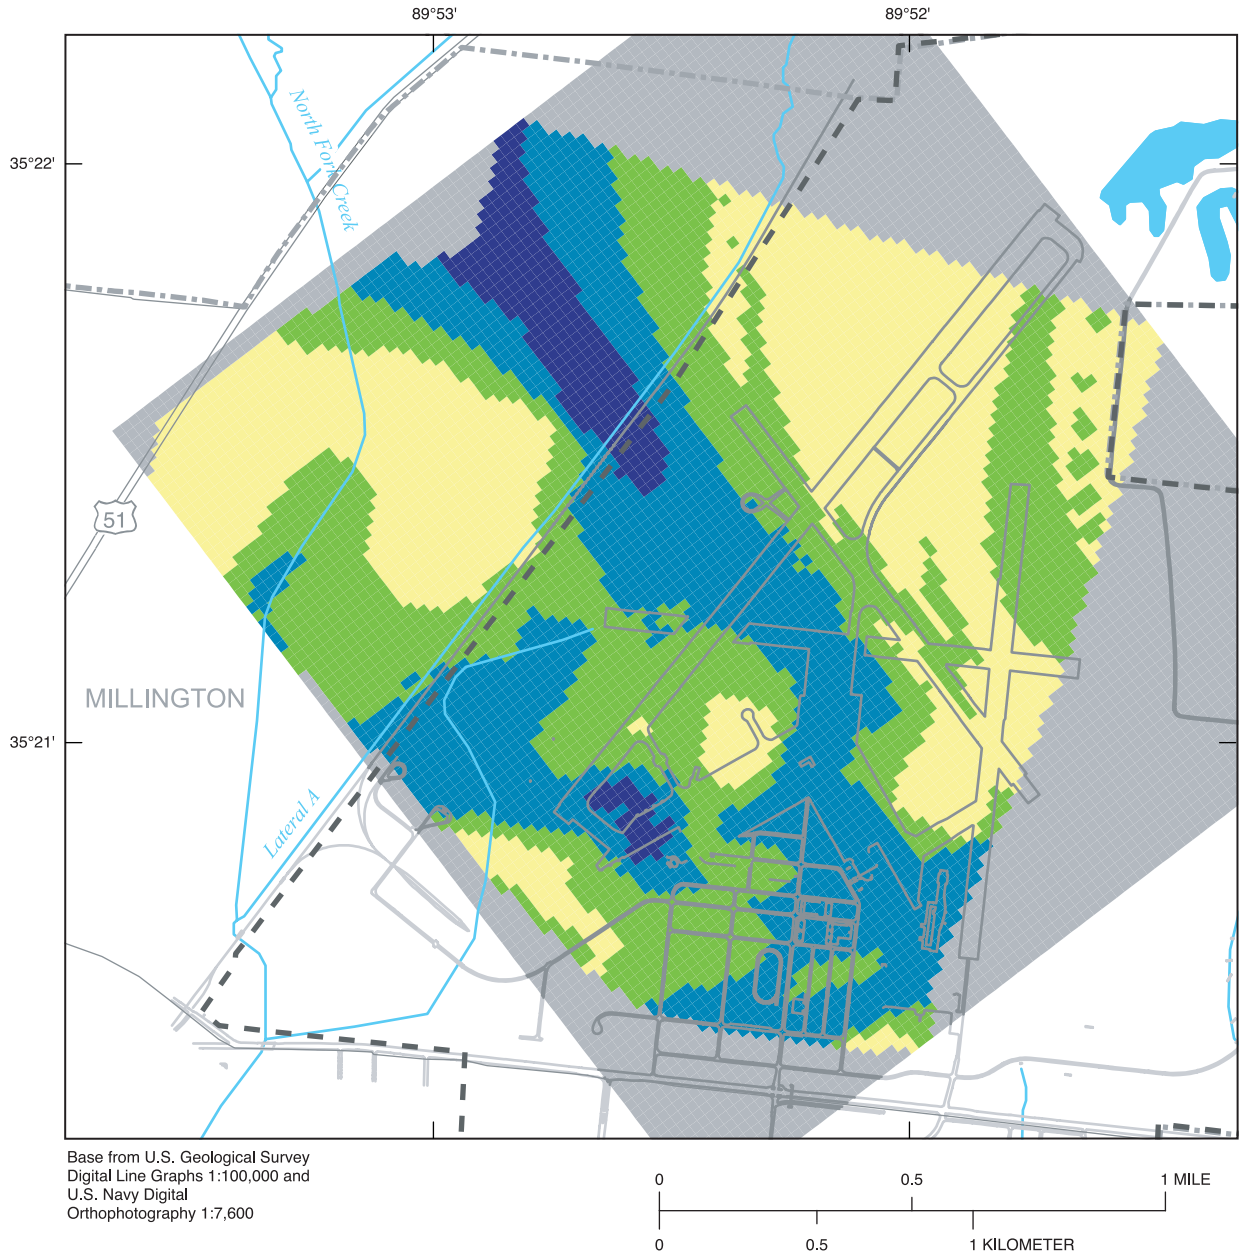 89°53'
89°52'
35°22'
North Fork Creek
51
MILLINGTON
35°21'
Lateral A
Base from U.S. Geological Survey
Digital Line Graphs 1:100,000 and
U.S. Navy Digital
Orthophotography 1:7,600
0
0.5
1 MILE
0
0.5
1 KILOMETER